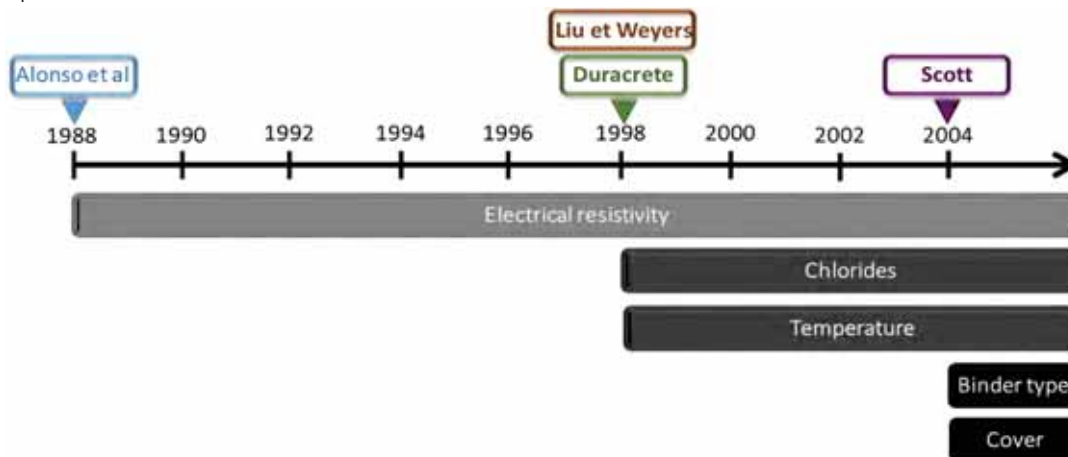 Liu et Weyers
Alonso et al
Duracrete
Scott
1988
1990
1992
1994
1996
1998
2000
2002
2004
Electrical resistivity
Chlorides
Temperature
Binder type
Cover